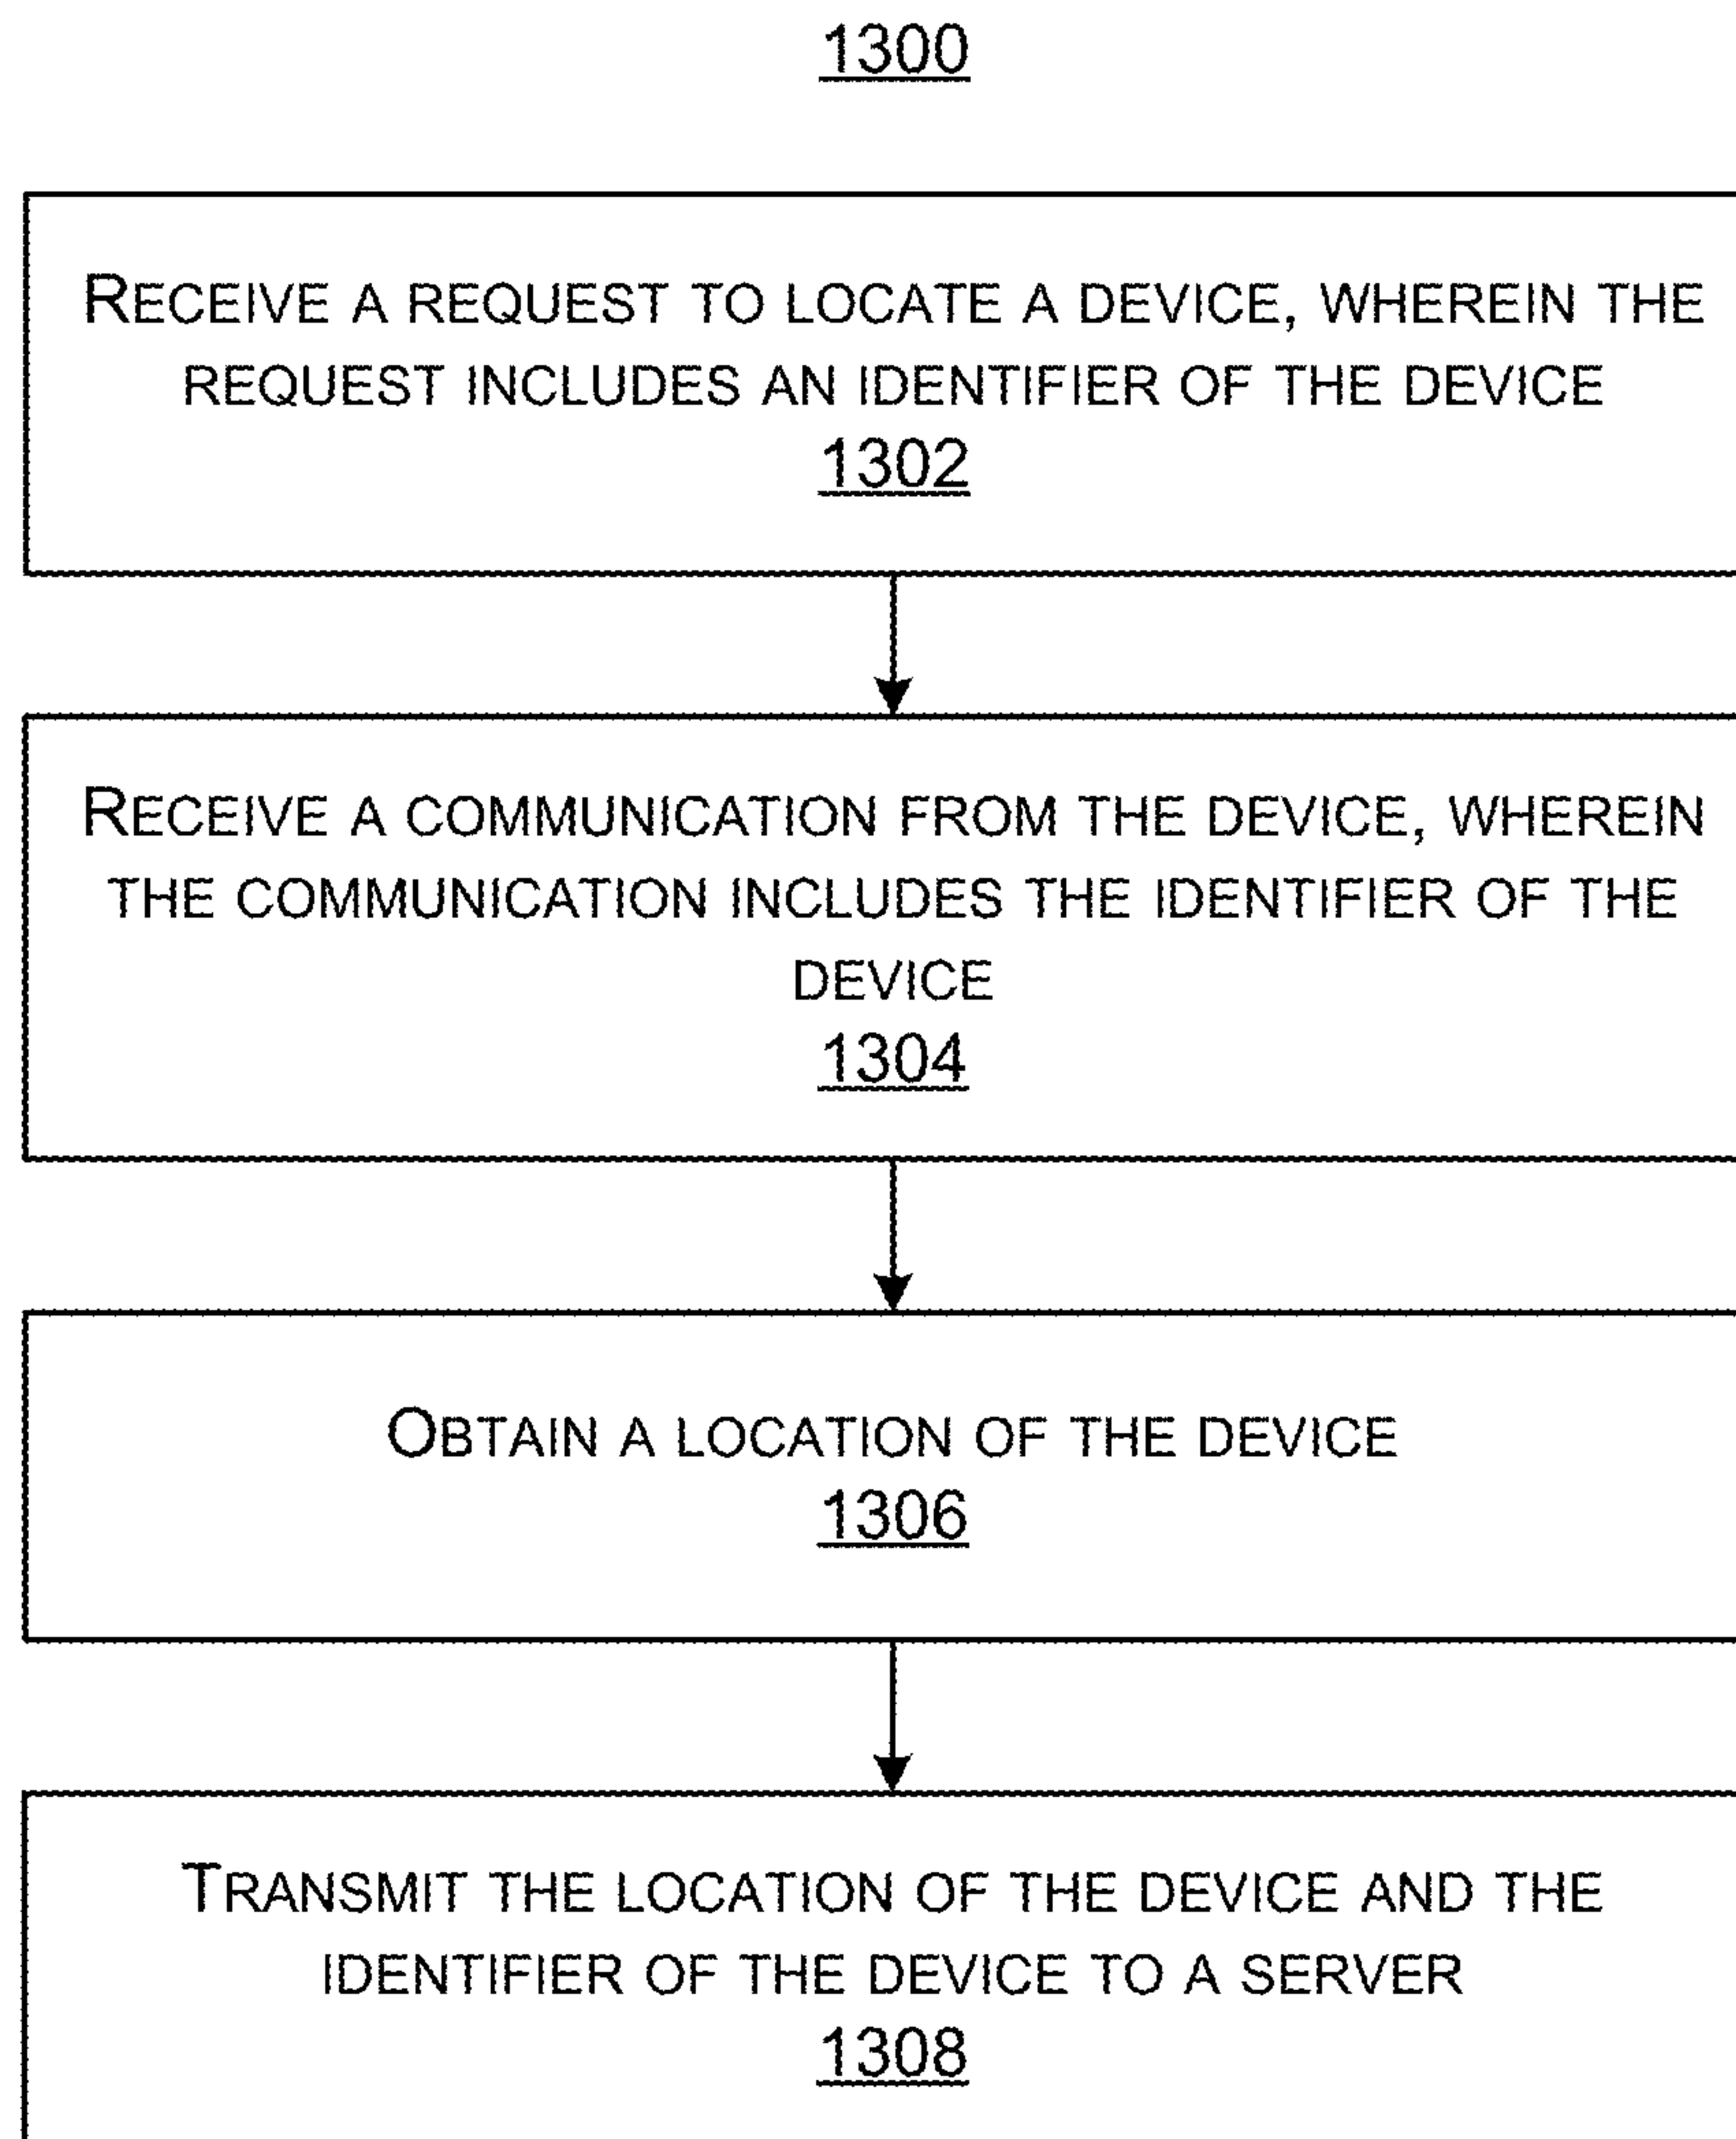 1300
RECEIVE A REQUEST TO LOCATE A DEVICE, WHEREIN THE
REQUEST INCLUDES AN IDENTIFIER OF THE DEVICE
1302
RECEIVE A COMMUNICATION FROM THE DEVICE, WHEREIN
THE COMMUNICATION INCLUDES THE IDENTIFIER OF THE
DEVICE
1304
OBTAIN A LOCATION OF THE DEVICE
1306
TRANSMIT THE LOCATION OF THE DEVICE AND THE
IDENTIFIER OF THE DEVICE TO A SERVER
1308